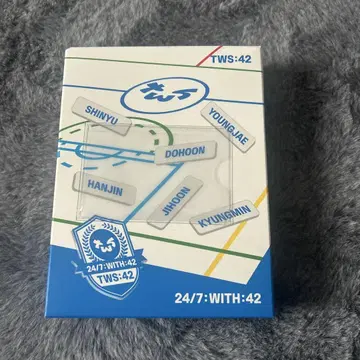 TWS:42
SHINYU
YOUNGJAE
DOHOON
HANJIN
JIHOON
KYUNGMIN
24/7:WITH:42
TWS:42
24/7:WITH:42